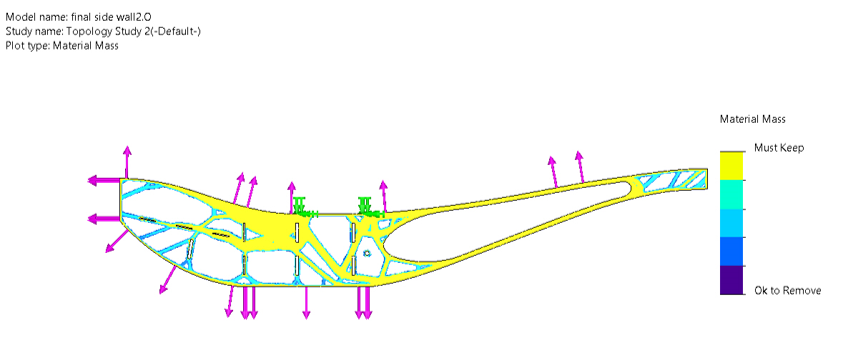 Model name: final side wall2.0
Study name: Topology Study 2(-Default-)
Plot type: Material Mass
Material Mass
Must Keep
Ok to Remove